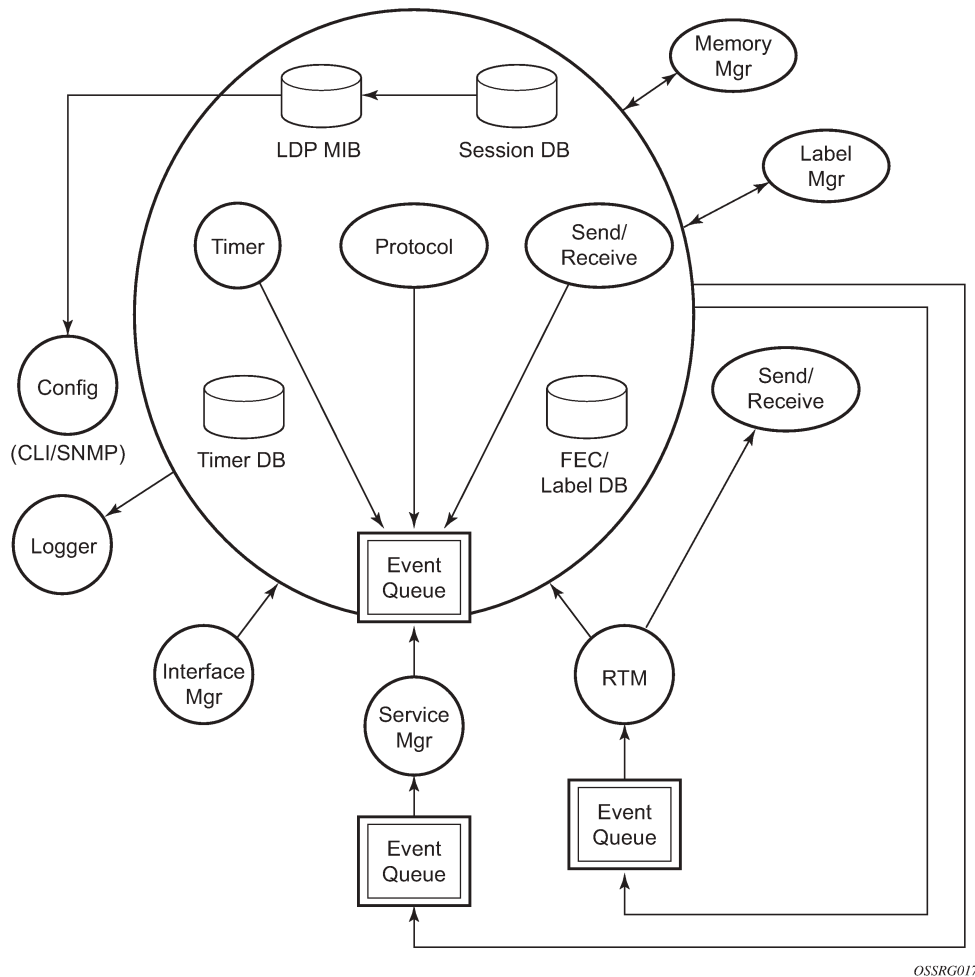 Memory
Mgr
LDP MIB
Session DB
Label
Mgr
Timer
Protocol
Send/
Receive
Config
(CLI/SNMP)
Timer DB
FEC/
Label DB
Send/
Receive
Logger
Event
Queue
Interface
Mgr
Service
Mgr
RTM
Event
Queue
Event
Queue
OSSRG017